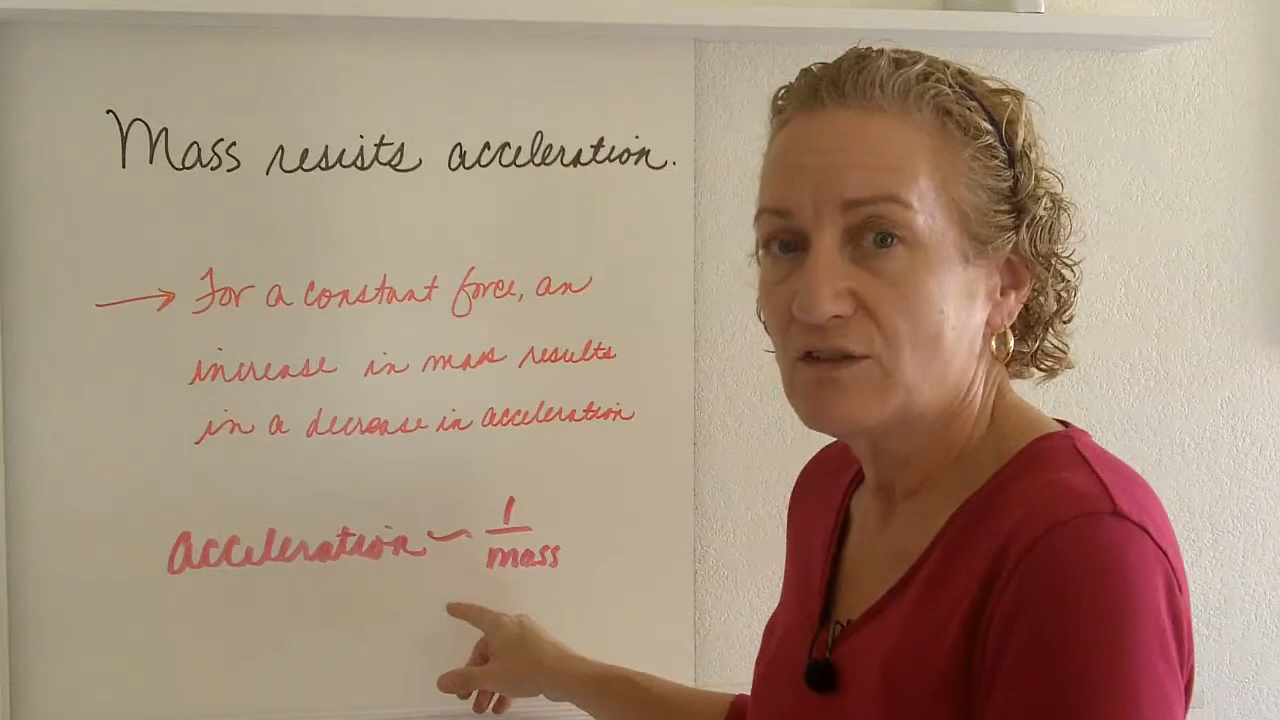 Mass resists acceleration.
→ For a constant force, an
increase in mass results
in a decrease in acceleration
acceleration ~ 1/mass